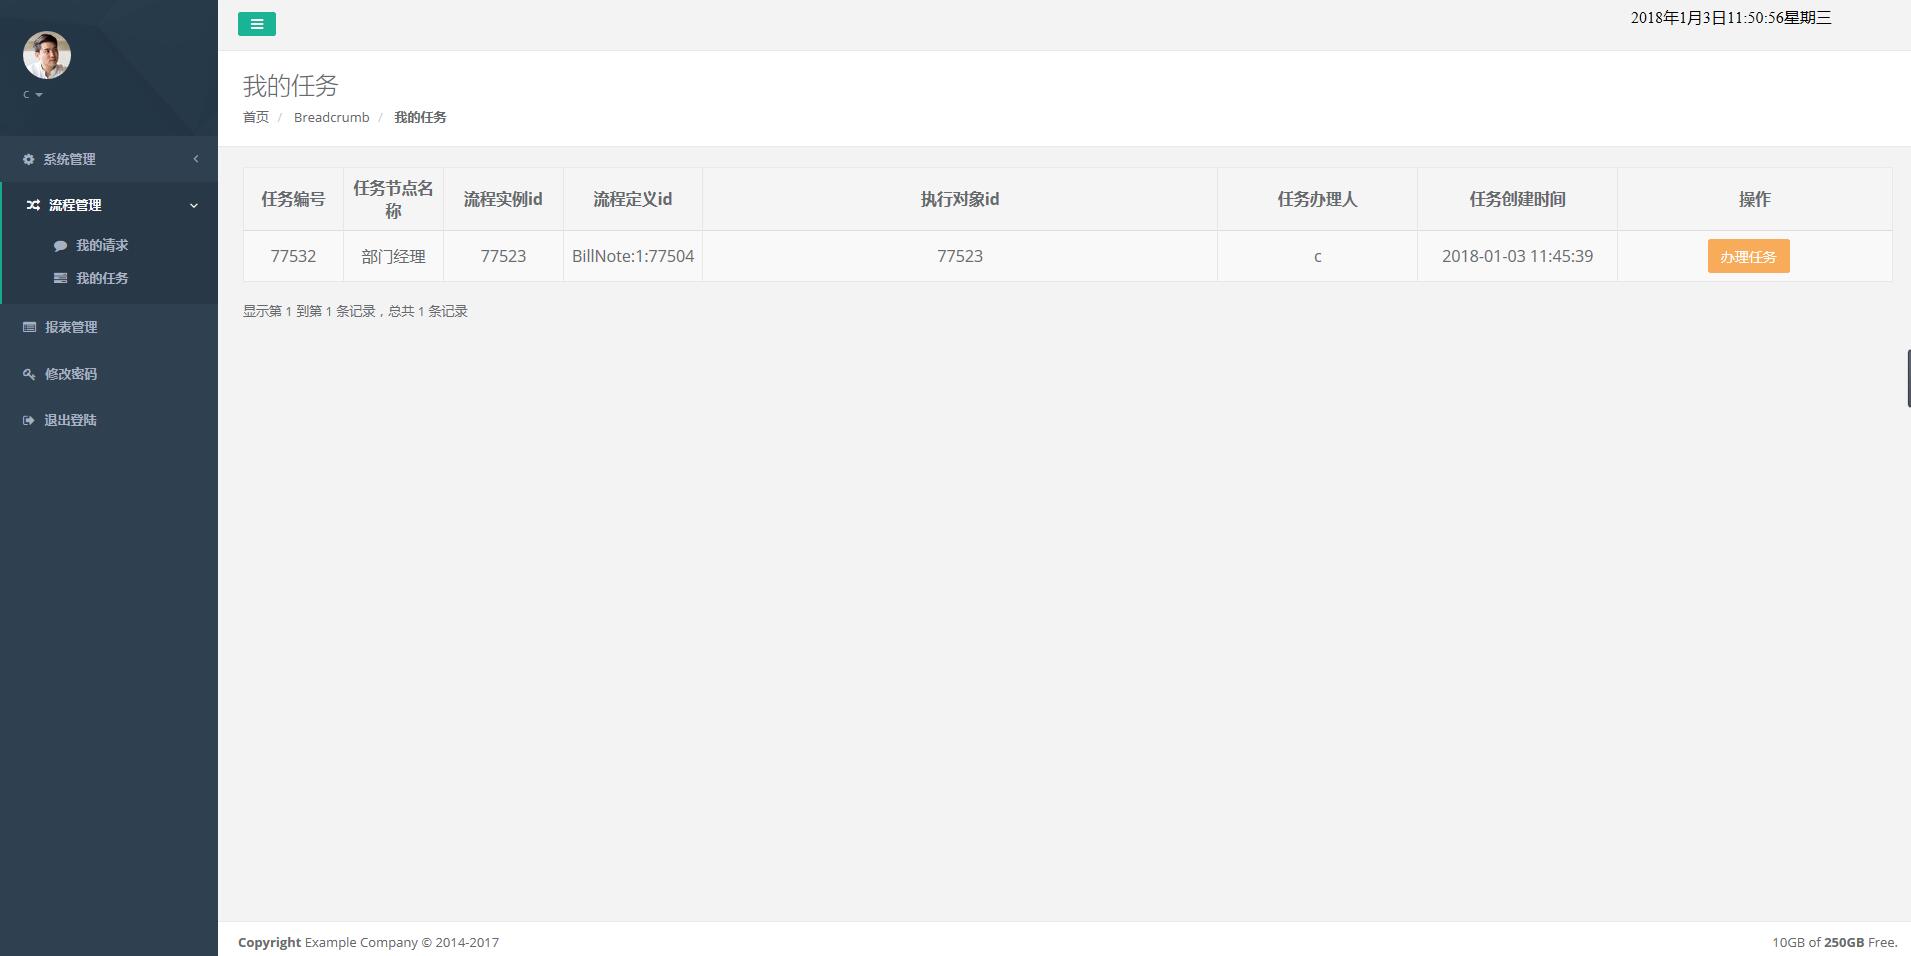 2018年1月3日11:50:56星期三
c
系统管理
流程管理
我的请求
我的任务
报表管理
修改密码
退出登陆
我的任务
首页 / Breadcrumb / 我的任务
任务编号 任务节点名称 流程实例id 流程定义id 执行对象id 任务办理人 任务创建时间 操作
77532 部门经理 77523 BillNote:1:77504 77523 c 2018-01-03 11:45:39 办理任务
显示第 1 到第 1 条记录，总共 1 条记录
Copyright Example Company © 2014-2017
10GB of 250GB Free.